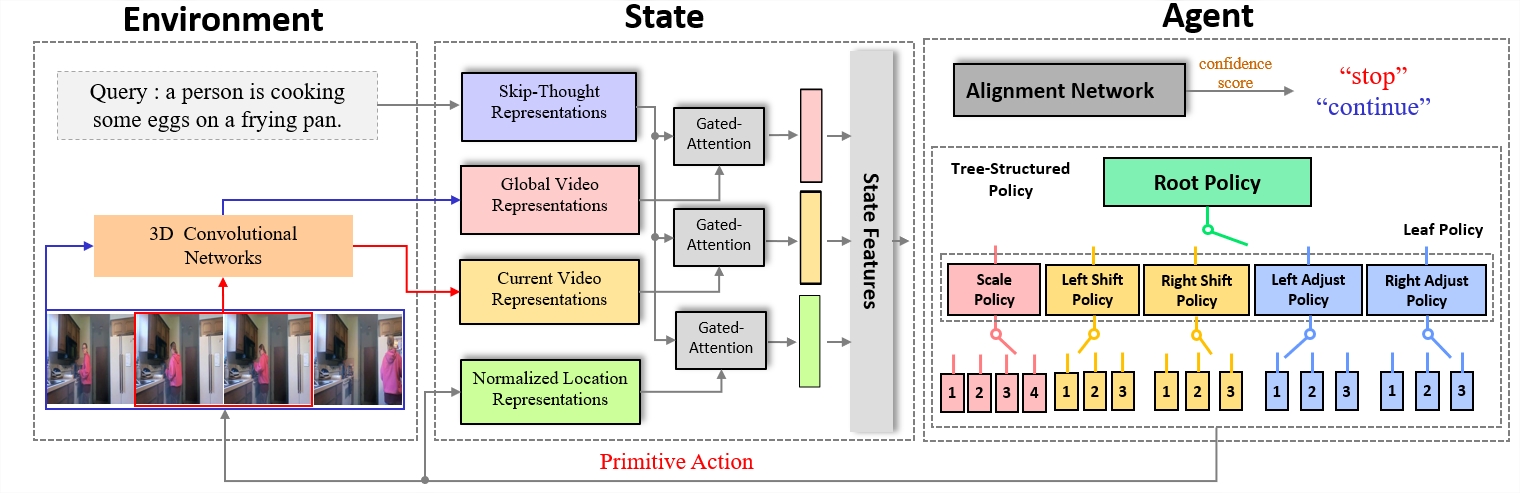 Environment
State
Agent
Query : a person is cooking
some eggs on a frying pan.
3D Convolutional
Networks
Skip-Thought
Representations
Global Video
Representations
Current Video
Representations
Normalized Location
Representations
Gated-
Attention
Gated-
Attention
Gated-
Attention
State Features
Alignment Network
confidence
score
“stop”
“continue”
Tree-Structured
Policy
Root Policy
Leaf Policy
Scale
Policy
Left Shift
Policy
Right Shift
Policy
Left Adjust
Policy
Right Adjust
Policy
1 2 3 4 1 2 3 1 2 3 1 2 3 1 2 3
Primitive Action